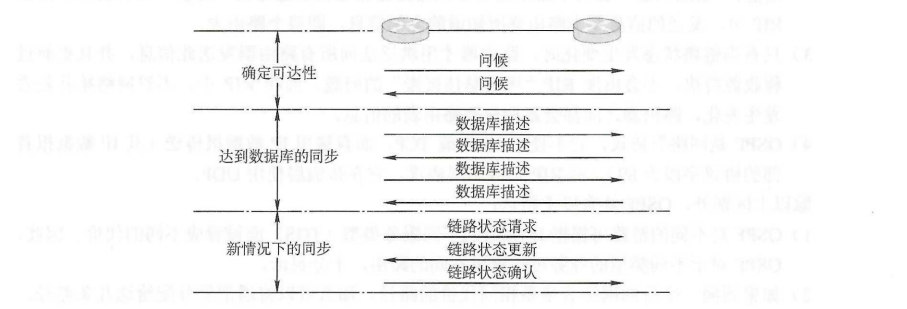 确定可达性
问候
问候
达到数据库的同步
数据库描述
数据库描述
数据库描述
数据库描述
新情况下的同步
链路状态请求
链路状态更新
链路状态确认